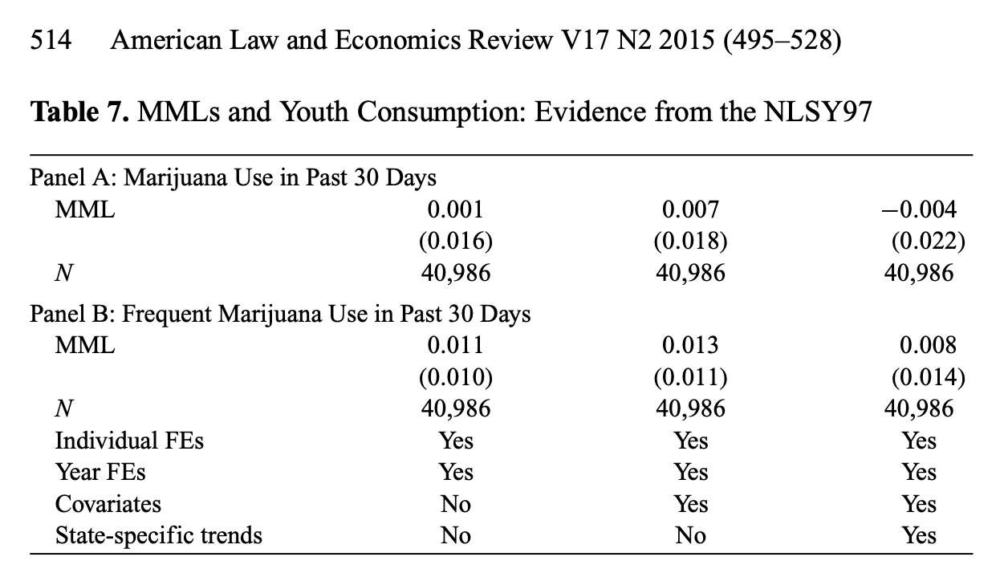 514 American Law and Economics Review V17 N2 2015 (495–528)
Table 7. MMLs and Youth Consumption: Evidence from the NLSY97
Panel A: Marijuana Use in Past 30 Days
MML 0.001 0.007 −0.004
(0.016) (0.018) (0.022)
N 40,986 40,986 40,986
Panel B: Frequent Marijuana Use in Past 30 Days
MML 0.011 0.013 0.008
(0.010) (0.011) (0.014)
N 40,986 40,986 40,986
Individual FEs Yes Yes Yes
Year FEs Yes Yes Yes
Covariates No Yes Yes
State-specific trends No No Yes